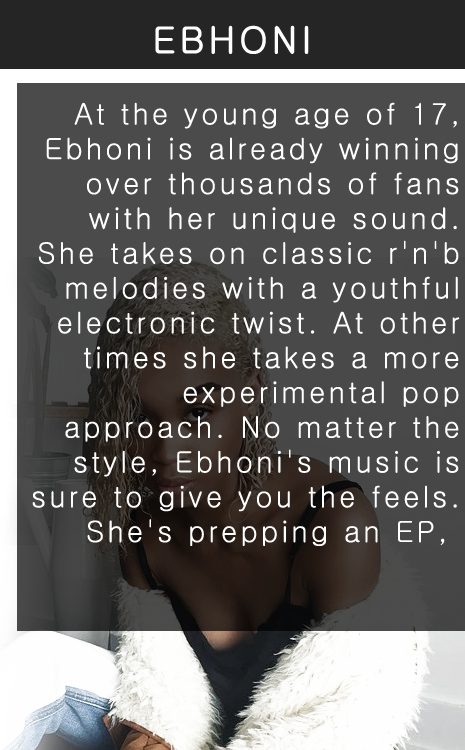 EBHONI
At the young age of 17,
Ebhoni is already winning
over thousands of fans
with her unique sound.
She takes on classic r'n'b
melodies with a youthful
electronic twist. At other
times she takes a more
experimental pop
approach. No matter the
style, Ebhoni's music is
sure to give you the feels.
She's prepping an EP,